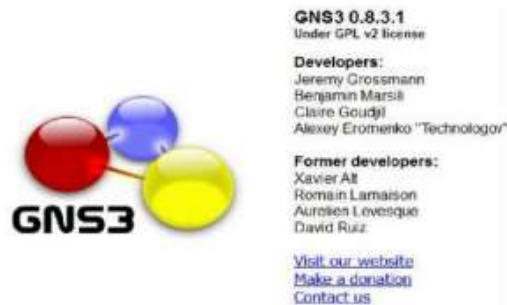 GNS3
GNS3 0.8.3.1
Under GPL v2 license
Developers:
Jeremy Grossmann
Benjamin Marsili
Claire Goudjil
Alexey Eromenko "Technologov"
Former developers:
Xavier Alt
Romain Lamaison
Aurelien Levesque
David Ruiz
Visit our website
Make a donation
Contact us